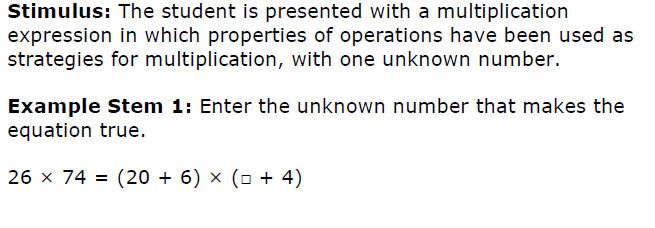 Stimulus: The student is presented with a multiplication
expression in which properties of operations have been used as
strategies for multiplication, with one unknown number.
Example Stem 1: Enter the unknown number that makes the
equation true.
26 × 74 = (20 + 6) × (□ + 4)